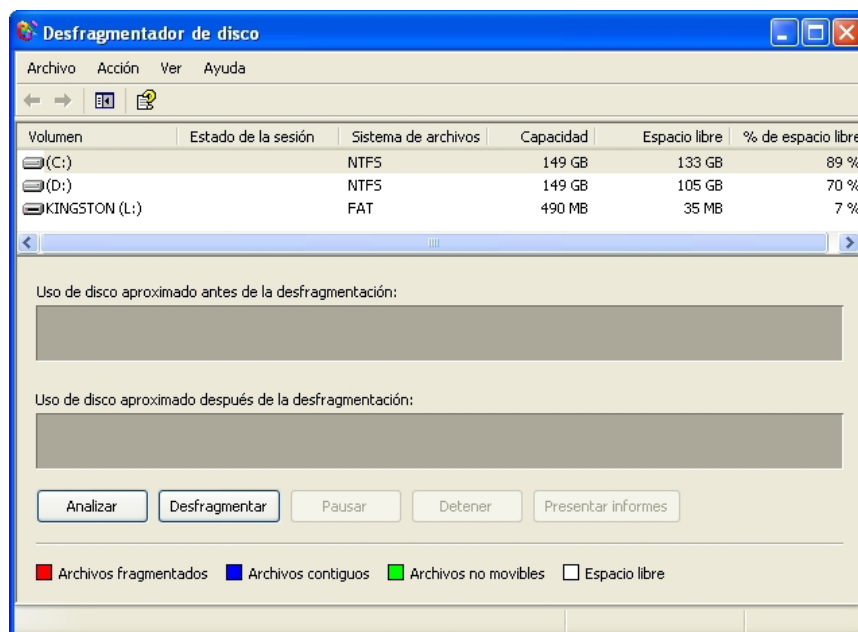 Desfragmentador de disco
Archivo Acción Ver Ayuda
Volumen Estado de la sesión Sistema de archivos Capacidad Espacio libre % de espacio libre
(C:) NTFS 149 GB 133 GB 89 %
(D:) NTFS 149 GB 105 GB 70 %
KINGSTON (L:) FAT 490 MB 35 MB 7 %
Uso de disco aproximado antes de la desfragmentación:
Uso de disco aproximado después de la desfragmentación:
Analizar Desfragmentar Pausar Detener Presentar informes
Archivos fragmentados Archivos contiguos Archivos no movibles Espacio libre